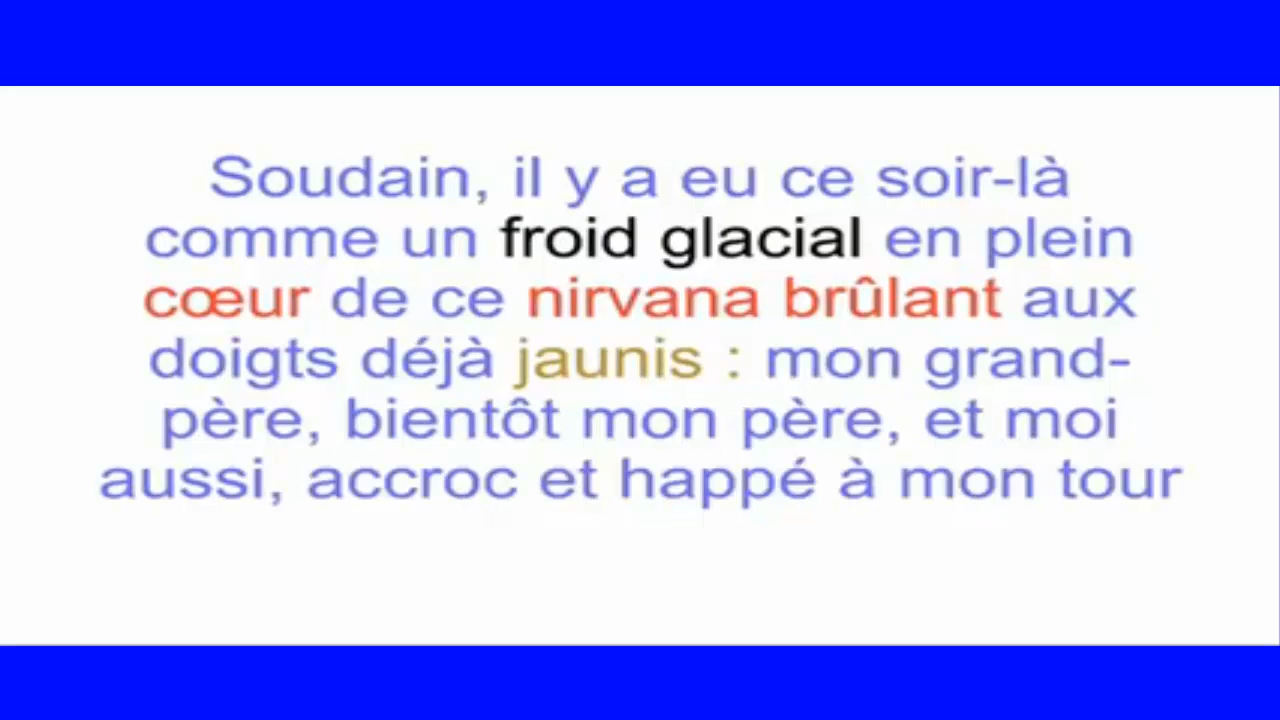 Soudain, il y a eu ce soir-là
comme un froid glacial en plein
cœur de ce nirvana brûlant aux
doigts déjà jaunis : mon grand-
père, bientôt mon père, et moi
aussi, accroc et happé à mon tour